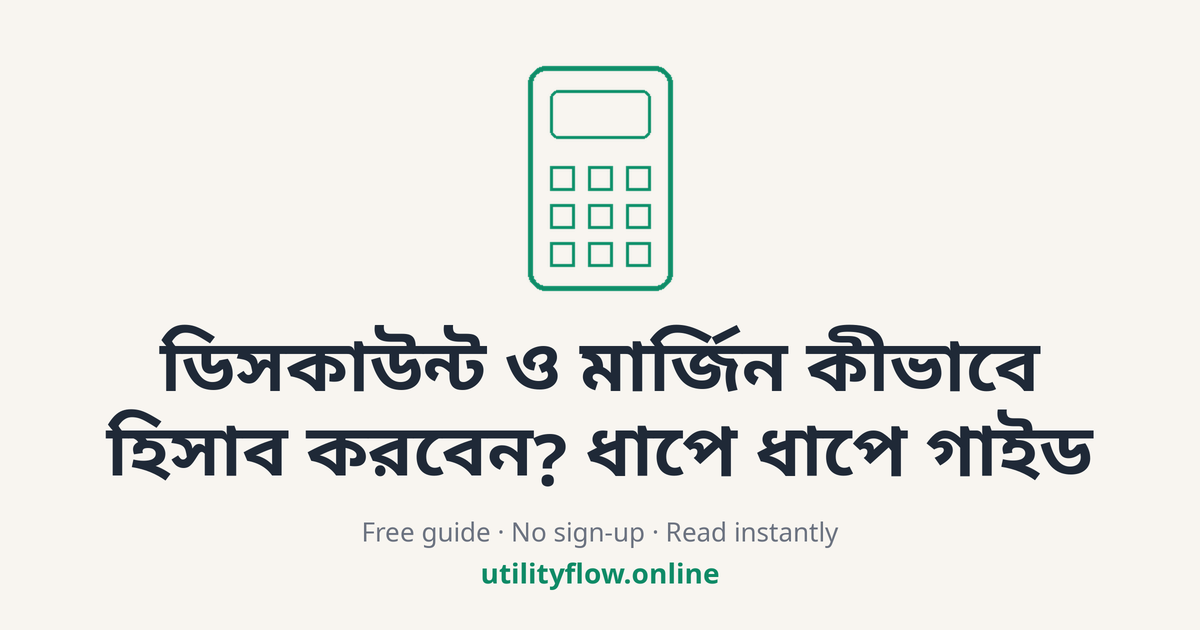 ডিসকাউন্ট ও মার্জিন কীভাবে
হিসাব করবেন? ধাপে ধাপে গাইড
Free guide · No sign-up · Read instantly
utilityflow.online